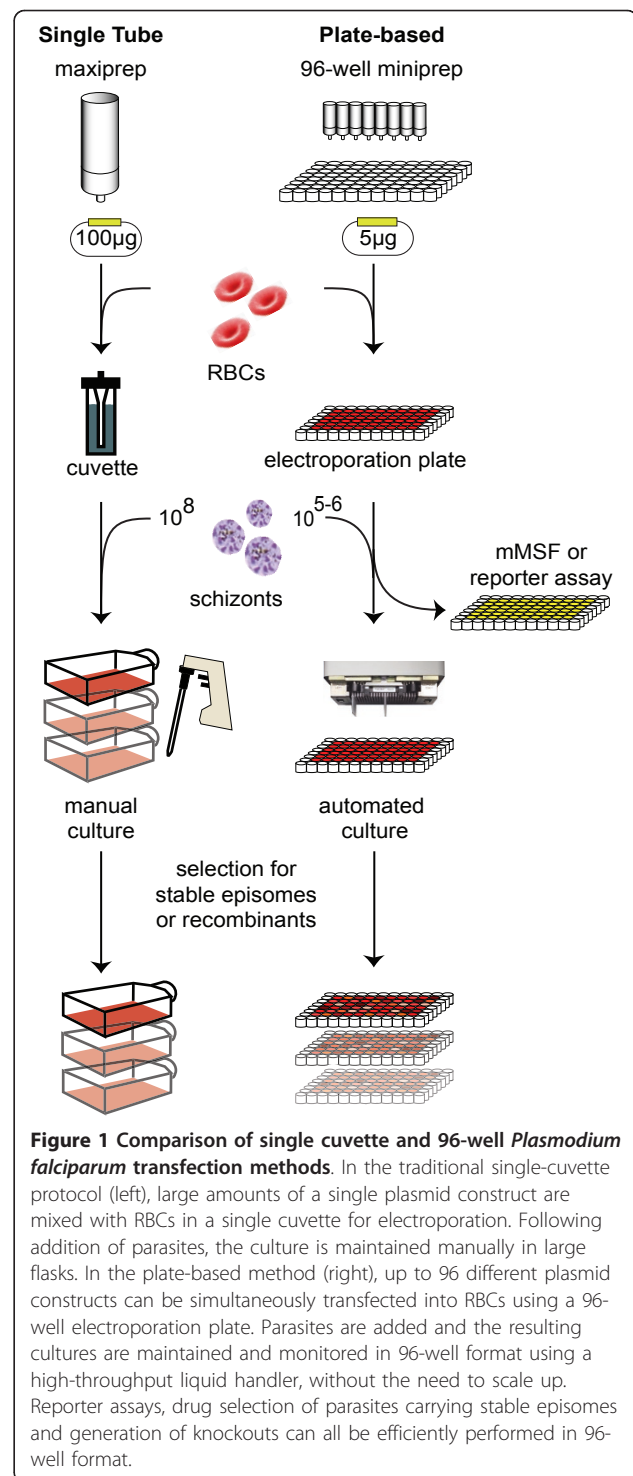 Single Tube
Plate-based
maxiprep
96-well miniprep
100µg
5µg
RBCs
cuvette
electroporation plate
10^8
10^5-6
schizonts
mMSF or
reporter assay
manual
culture
automated
culture
selection for
stable episomes
or recombinants
Figure 1 Comparison of single cuvette and 96-well Plasmodium
falciparum transfection methods. In the traditional single-cuvette
protocol (left), large amounts of a single plasmid construct are
mixed with RBCs in a single cuvette for electroporation. Following
addition of parasites, the culture is maintained manually in large
flasks. In the plate-based method (right), up to 96 different plasmid
constructs can be simultaneously transfected into RBCs using a 96-
well electroporation plate. Parasites are added and the resulting
cultures are maintained and monitored in 96-well format using a
high-throughput liquid handler, without the need to scale up.
Reporter assays, drug selection of parasites carrying stable episomes
and generation of knockouts can all be efficiently performed in 96-
well format.